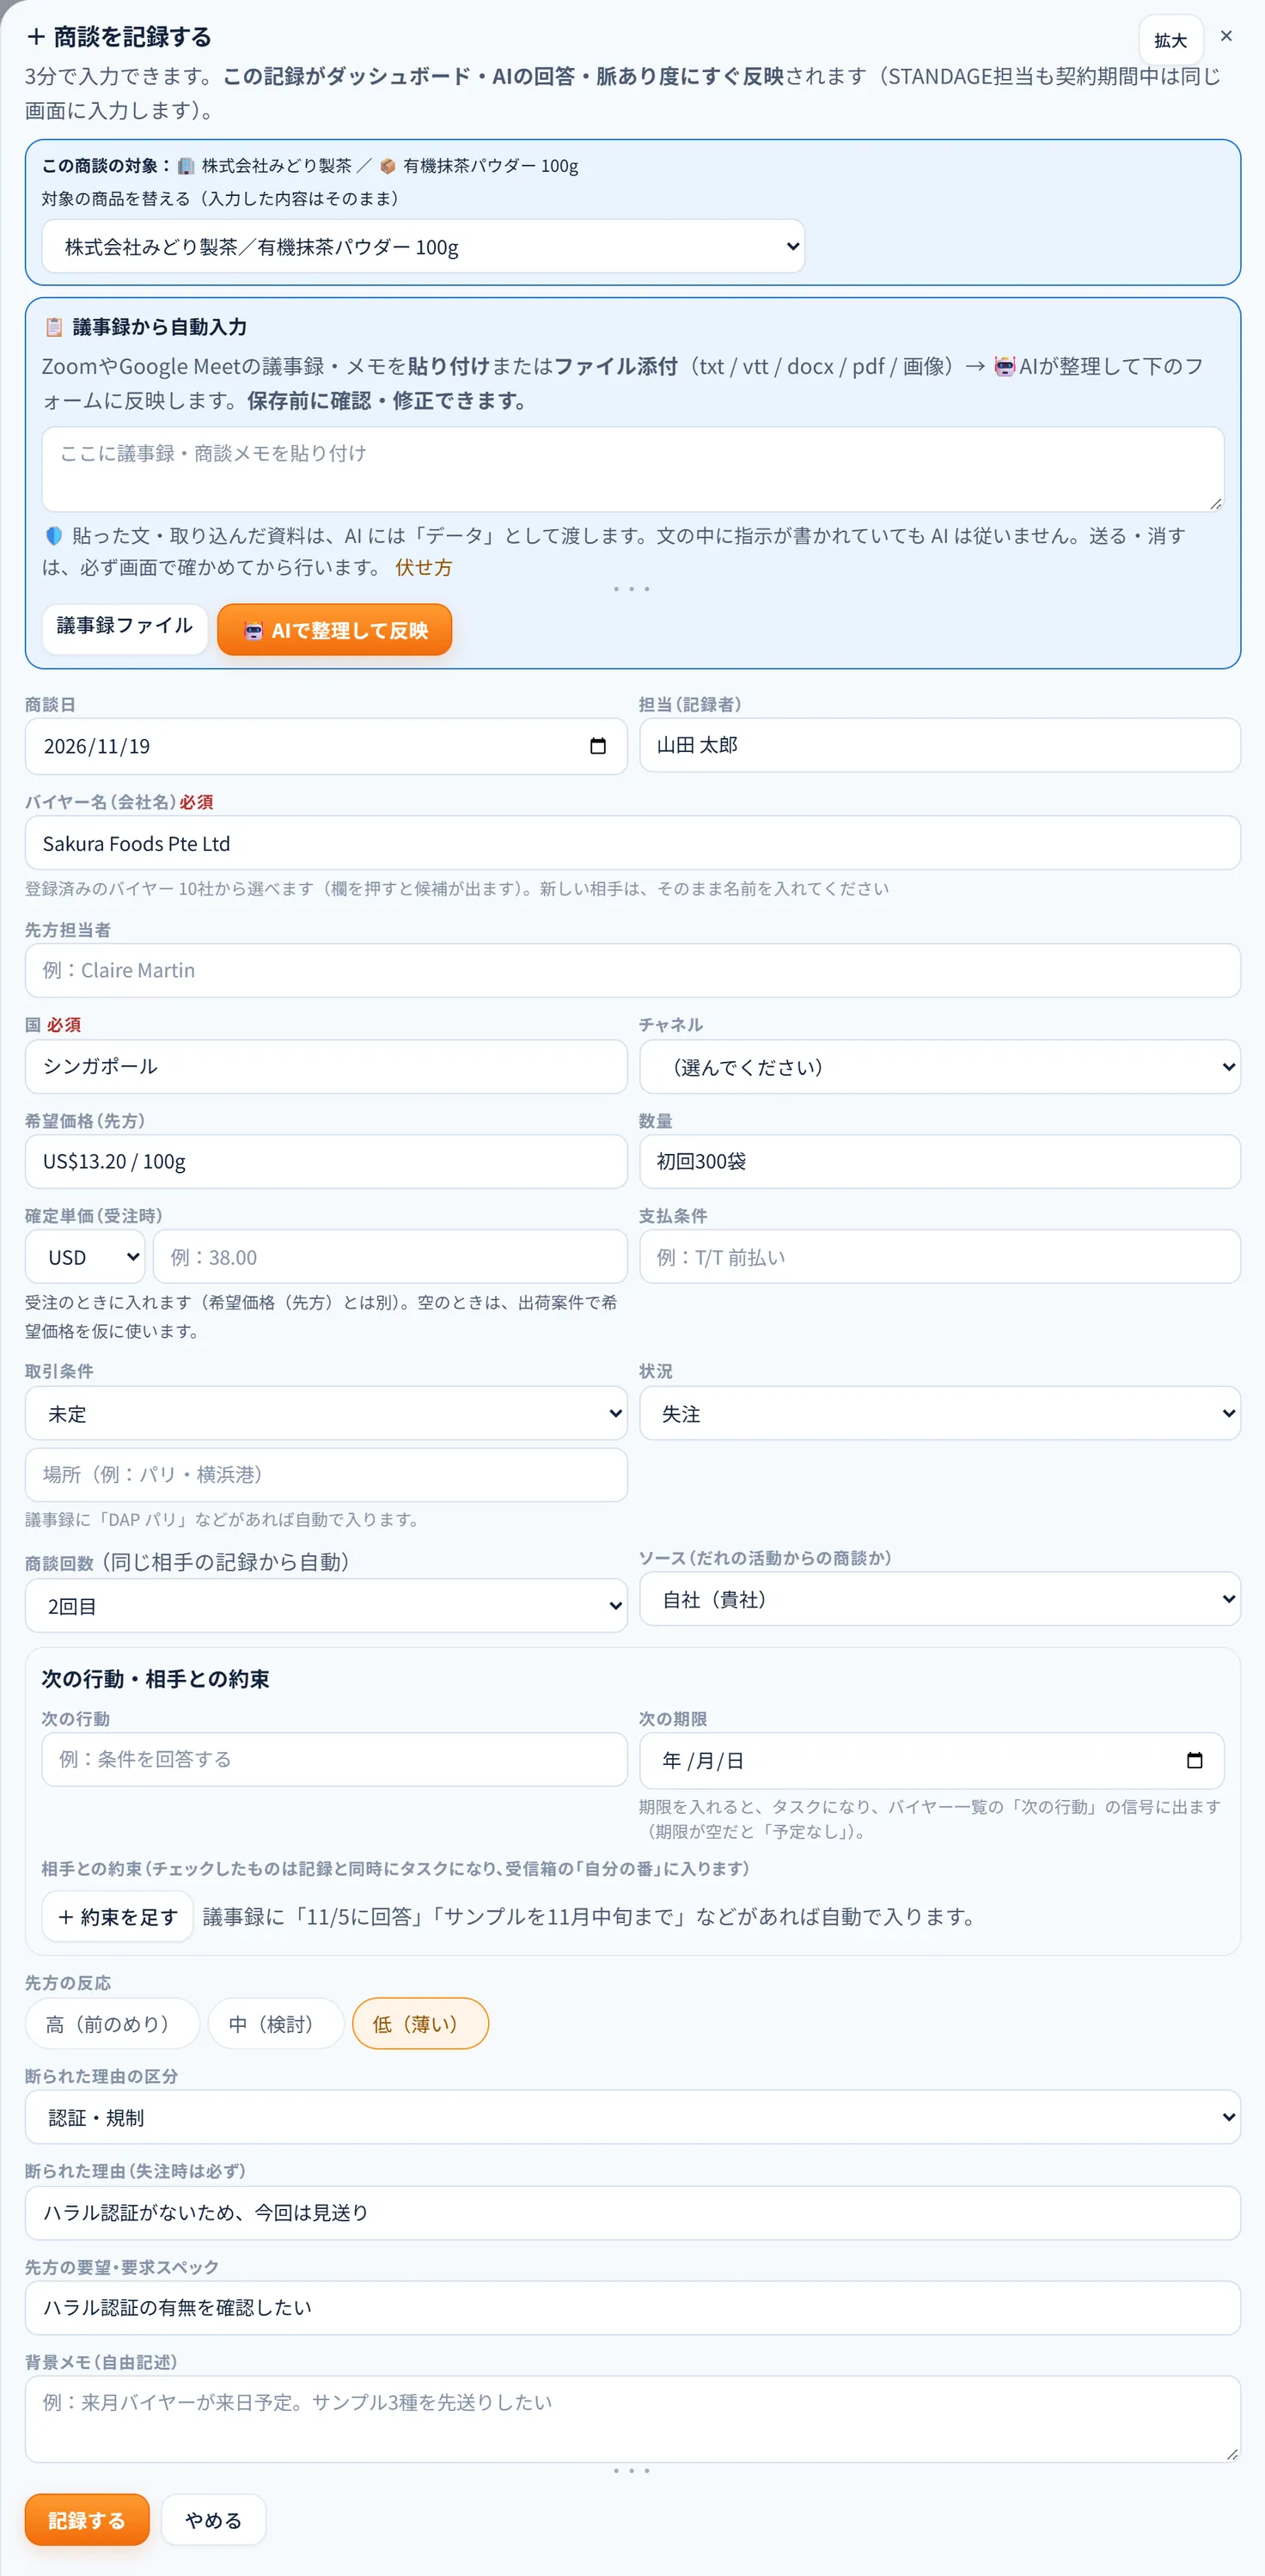 ＋ 商談を記録する
拡大
×
3分で入力できます。この記録がダッシュボード・AIの回答・脈あり度にすぐ反映されます（STANDAGE担当も契約期間中は同じ
画面に入力します）。
この商談の対象： 株式会社みどり製茶 ／ 有機抹茶パウダー 100g
対象の商品を替える（入力した内容はそのまま）
株式会社みどり製茶／有機抹茶パウダー 100g
議事録から自動入力
ZoomやGoogle Meetの議事録・メモを貼り付けまたはファイル添付（txt / vtt / docx / pdf / 画像）→ AIが整理して下のフ
ォームに反映します。保存前に確認・修正できます。
ここに議事録・商談メモを貼り付け
貼った文・取り込んだ資料は、AI には「データ」として渡します。文の中に指示が書かれていても AI は従いません。送る・消す
は、必ず画面で確かめてから行います。 伏せ方
議事録ファイル
AIで整理して反映
商談日
担当（記録者）
2026/11/19
山田 太郎
バイヤー名（会社名）必須
Sakura Foods Pte Ltd
登録済みのバイヤー 10社から選べます（欄を押すと候補が出ます）。新しい相手は、そのまま名前を入れてください
先方担当者
例：Claire Martin
国 必須
チャネル
シンガポール
（選んでください）
希望価格（先方）
数量
US$13.20 / 100g
初回300袋
確定単価（受注時）
支払条件
USD
例：38.00
例：T/T 前払い
受注のときに入れます（希望価格（先方）とは別）。空のときは、出荷案件で希
望価格を仮に使います。
取引条件
状況
未定
失注
場所（例：パリ・横浜港）
議事録に「DAP パリ」などがあれば自動で入ります。
商談回数（同じ相手の記録から自動）
ソース（だれの活動からの商談か）
2回目
自社（貴社）
次の行動・相手との約束
次の行動
次の期限
例：条件を回答する
年 /月/日
期限を入れると、タスクになり、バイヤー一覧の「次の行動」の信号に出ます
（期限が空だと「予定なし」）。
相手との約束（チェックしたものは記録と同時にタスクになり、受信箱の「自分の番」に入ります）
＋ 約束を足す
議事録に「11/5に回答」「サンプルを11月中旬まで」などがあれば自動で入ります。
先方の反応
高（前のめり）
中（検討）
低（薄い）
断られた理由の区分
認証・規制
断られた理由（失注時は必ず）
ハラル認証がないため、今回は見送り
先方の要望・要求スペック
ハラル認証の有無を確認したい
背景メモ（自由記述）
例：来月バイヤーが来日予定。サンプル3種を先送りしたい
記録する
やめる